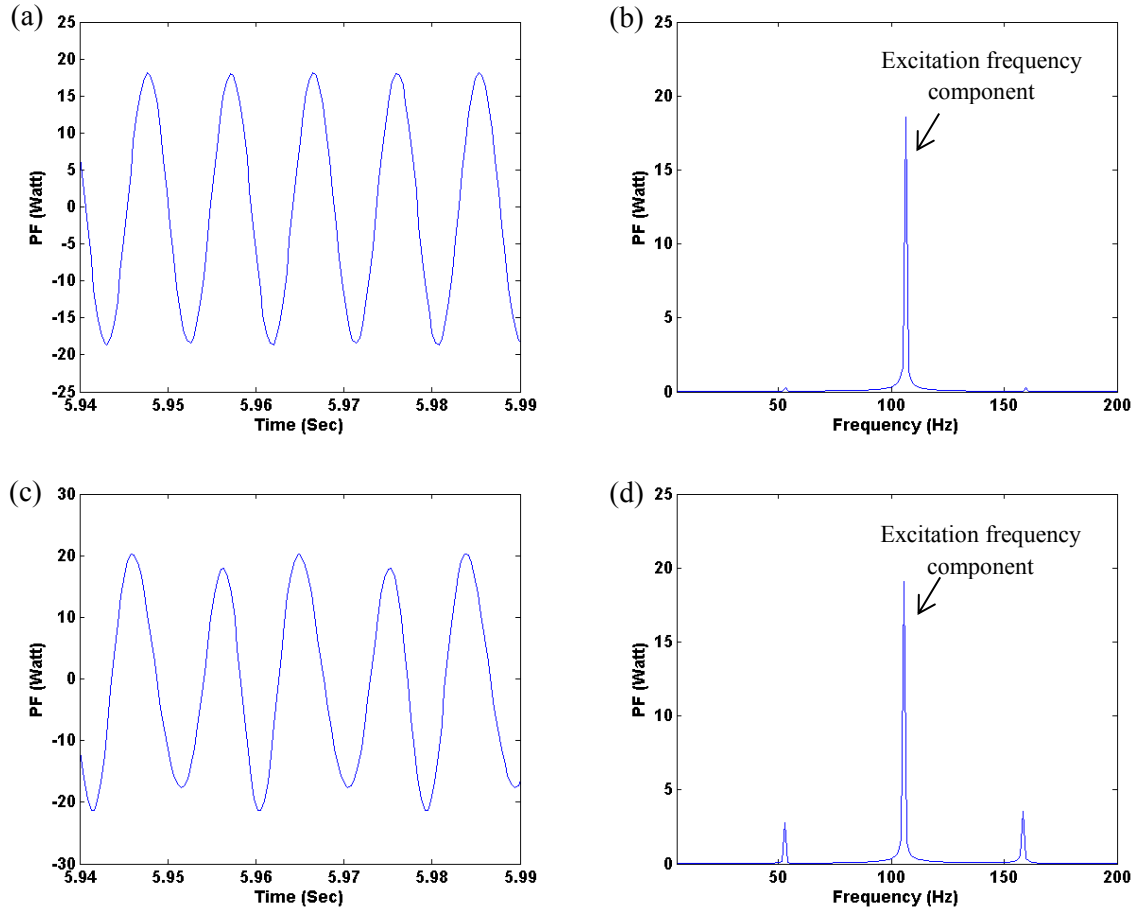 (a)
25
20
15
10
5
0
-5
-10
-15
-20
-25
PF (Watt)
5.94 5.95 5.96 5.97 5.98 5.99
Time (Sec)
(b)
Excitation frequency
component
25
20
15
10
5
0
PF (Watt)
50 100 150 200
Frequency (Hz)
(c)
30
20
10
0
-10
-20
-30
PF (Watt)
5.94 5.95 5.96 5.97 5.98 5.99
Time (Sec)
(d)
Excitation frequency
component
25
20
15
10
5
0
PF (Watt)
50 100 150 200
Frequency (Hz)